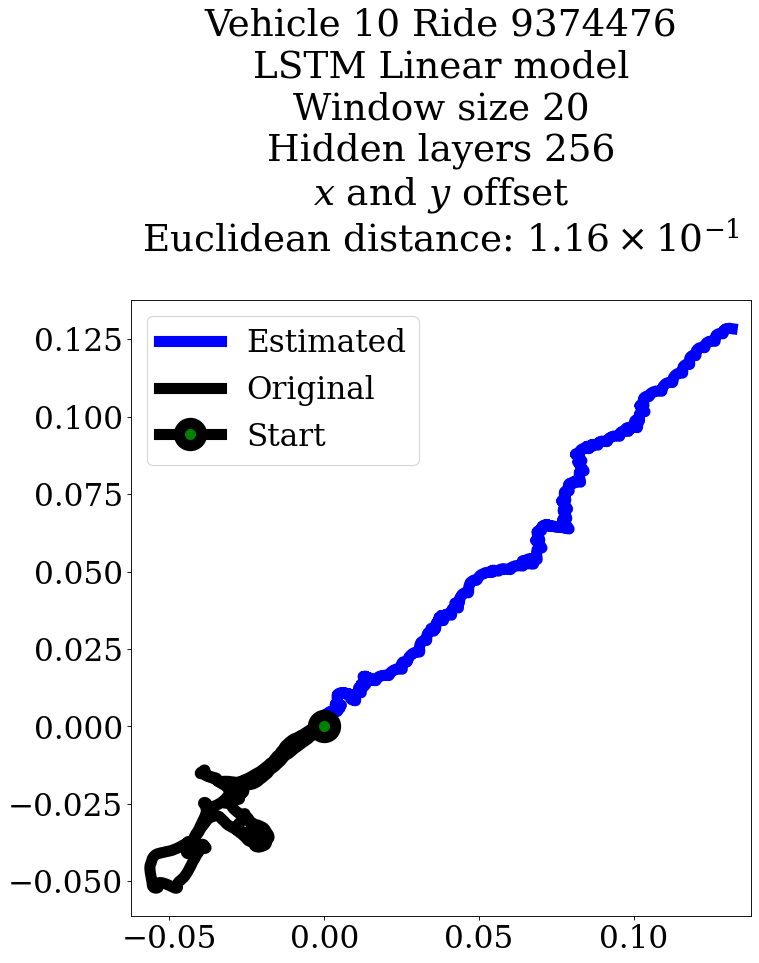 Vehicle 10 Ride 9374476
LSTM Linear model
Window size 20
Hidden layers 256
x and y offset
Euclidean distance: 1.16 × 10⁻¹
Estimated
Original
Start
0.125
0.100
0.075
0.050
0.025
0.000
−0.025
−0.050
−0.05 0.00 0.05 0.10